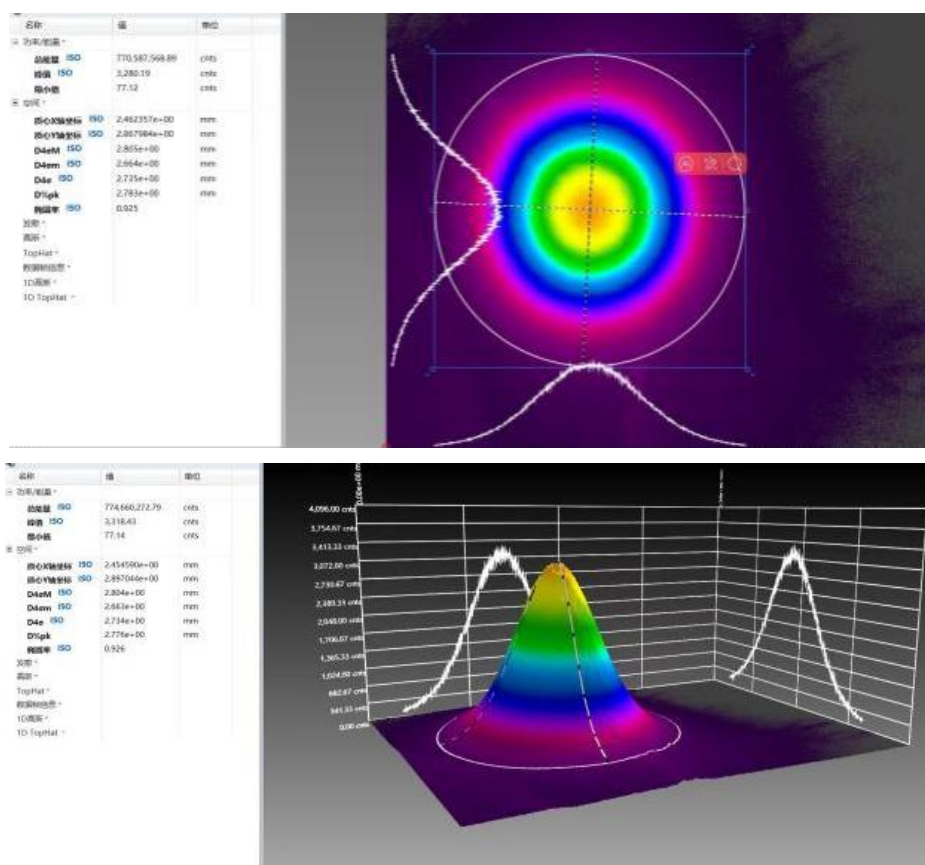 名称 值 单位
功率/能量
总能量 ISO 770,587,568.89 cnts
峰值 ISO 3,280.19 cnts
最小值 77.12 cnts
空间
质心X轴坐标 ISO 2.462357e+00 mm
质心Y轴坐标 ISO 2.867984e+00 mm
D4σM ISO 2.805e+00 mm
D4σm ISO 2.664e+00 mm
D4σ ISO 2.735e+00 mm
D%pk 2.783e+00 mm
椭圆率 ISO 0.925
发散
高斯
TopHat
数据帧信息
1D高斯
1D TopHat
名称 值 单位
功率/能量
总能量 ISO 774,660,272.79 cnts
峰值 ISO 3,318.43 cnts
最小值 77.14 cnts
空间
质心X轴坐标 ISO 2.454590e+00 mm
质心Y轴坐标 ISO 2.897044e+00 mm
D4σM ISO 2.804e+00 mm
D4σm ISO 2.663e+00 mm
D4σ ISO 2.734e+00 mm
D%pk 2.776e+00 mm
椭圆率 ISO 0.926
发散
高斯
TopHat
数据帧信息
1D高斯
1D TopHat
0.00e+00 m
4,096.00 cnts
3,754.67 cnts
3,413.33 cnts
3,072.00 cnts
2,730.67 cnts
2,389.33 cnts
2,048.00 cnts
1,706.67 cnts
1,365.33 cnts
1,024.00 cnts
682.67 cnts
341.33 cnts
0.00 cnts